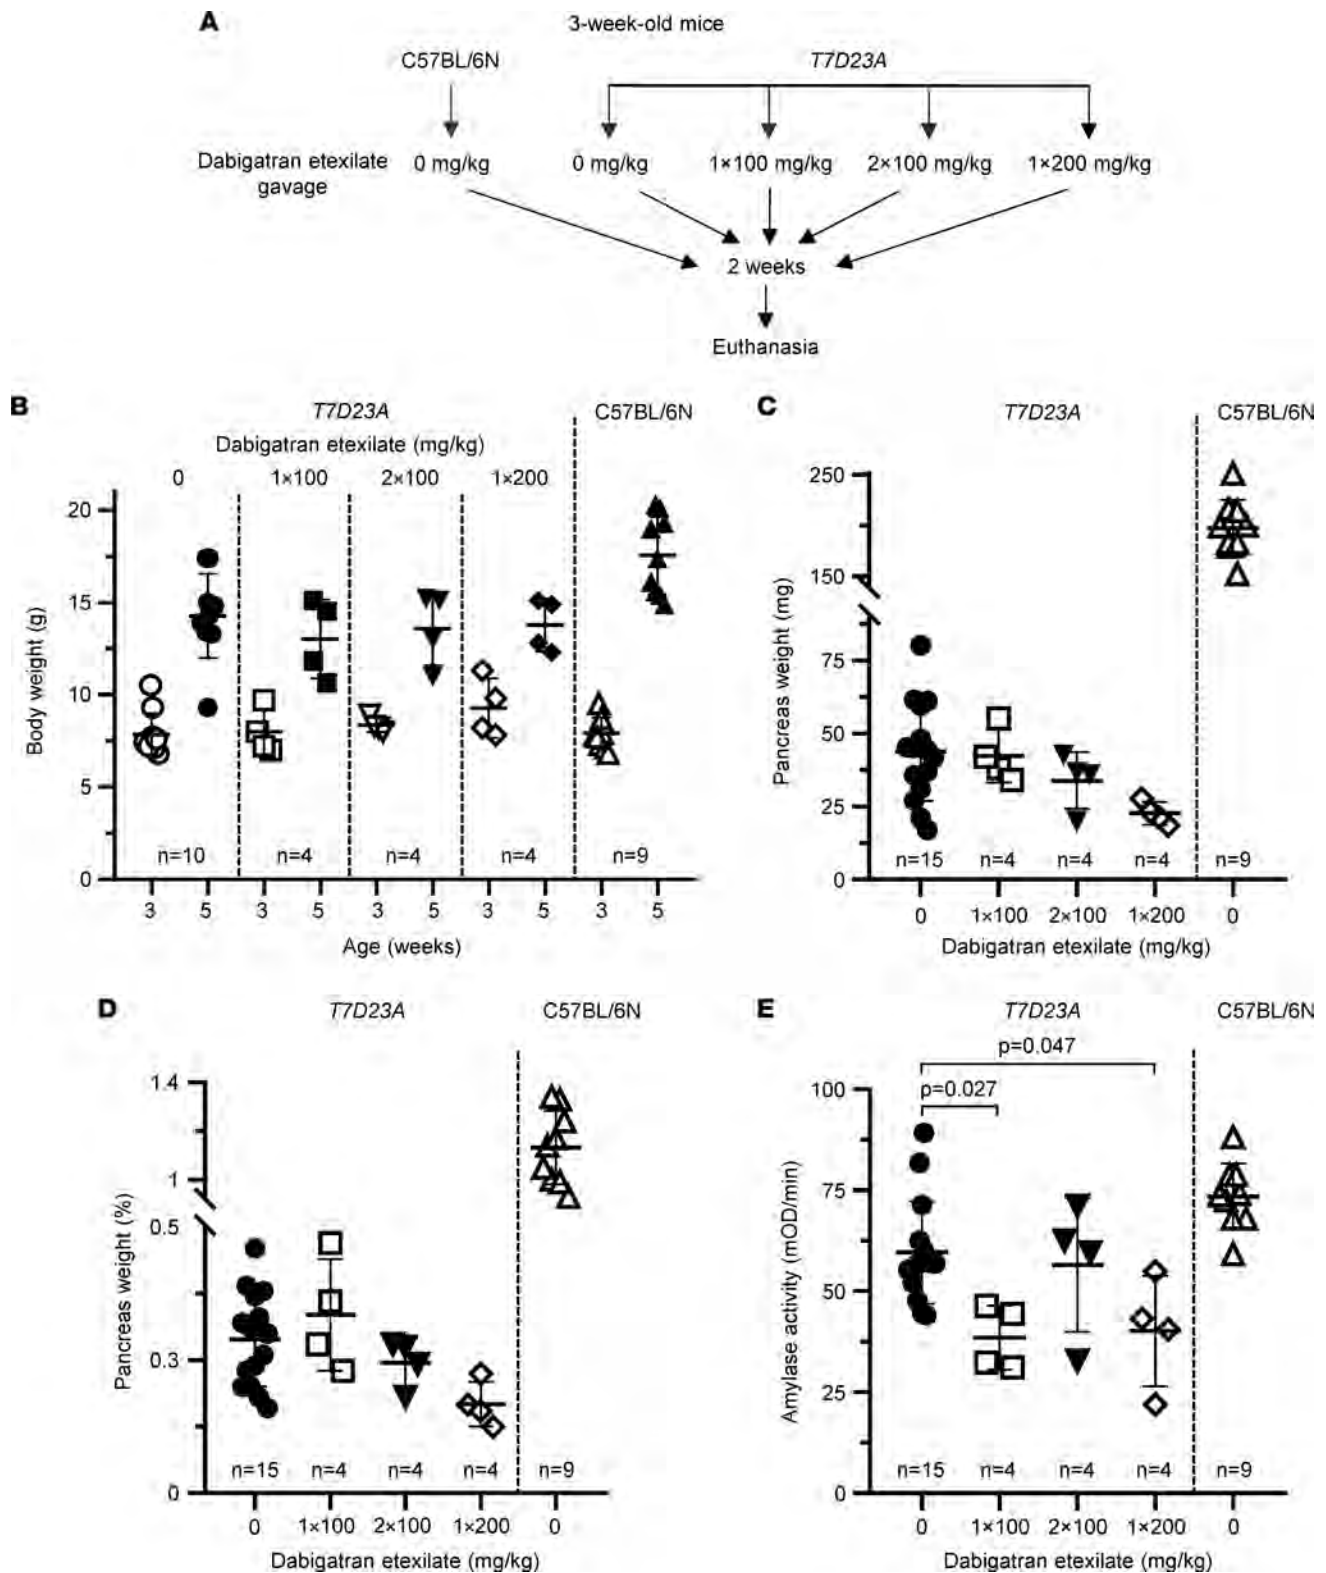 A
3-week-old mice
C57BL/6N
T7D23A
Dabigatran etexilate
gavage
0 mg/kg
0 mg/kg
1×100 mg/kg
2×100 mg/kg
1×200 mg/kg
2 weeks
Euthanasia
B
T7D23A
C57BL/6N
Dabigatran etexilate (mg/kg)
0
1×100
2×100
1×200
Body weight (g)
20
15
10
5
0
n=10
n=4
n=4
n=4
n=9
3
5
3
5
3
5
3
5
3
5
Age (weeks)
C
T7D23A
C57BL/6N
Pancreas weight (mg)
250
150
75
50
25
0
n=15
n=4
n=4
n=4
n=9
0
1×100
2×100
1×200
0
Dabigatran etexilate (mg/kg)
D
T7D23A
C57BL/6N
Pancreas weight (%)
1.4
1
0.5
0.3
0
n=15
n=4
n=4
n=4
n=9
0
1×100
2×100
1×200
0
Dabigatran etexilate (mg/kg)
E
T7D23A
C57BL/6N
p=0.047
p=0.027
Amylase activity (mOD/min)
100
75
50
25
0
n=15
n=4
n=4
n=4
n=9
0
1×100
2×100
1×200
0
Dabigatran etexilate (mg/kg)